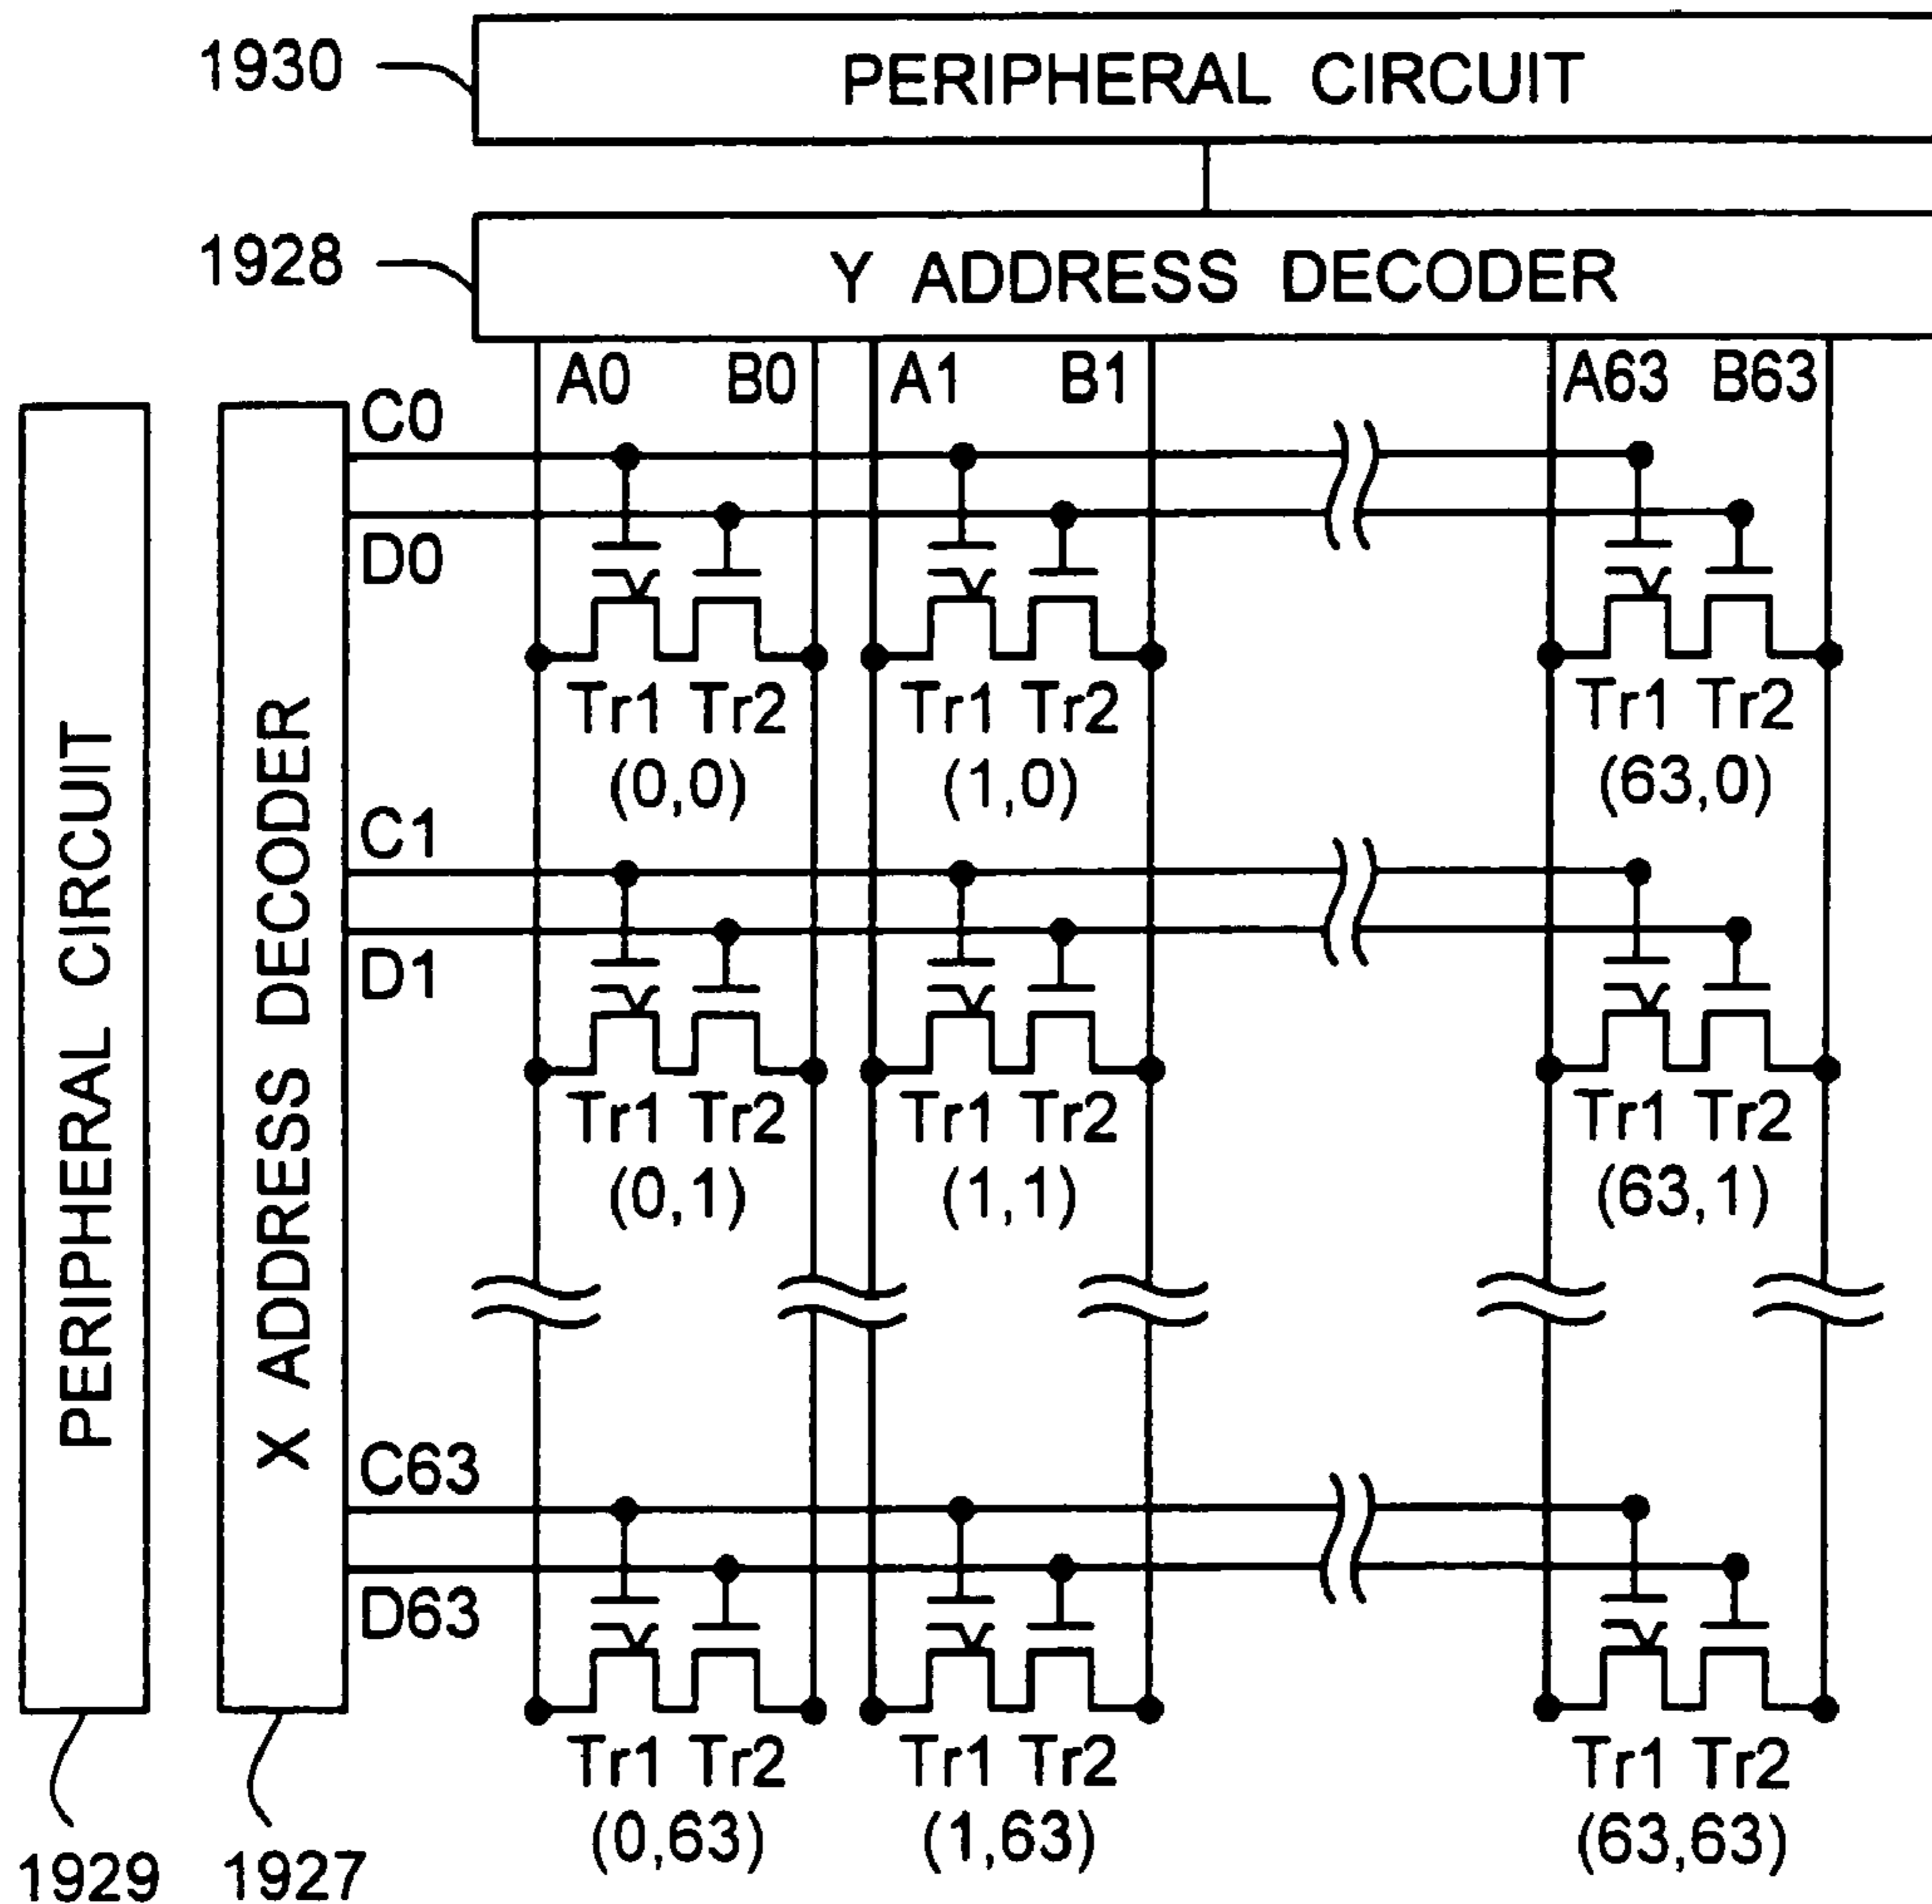 1930
PERIPHERAL CIRCUIT
1928
Y ADDRESS DECODER
A0 B0 A1 B1 A63 B63
C0
D0
Tr1 Tr2 Tr1 Tr2 Tr1 Tr2
(0,0) (1,0) (63,0)
C1
D1
Tr1 Tr2 Tr1 Tr2 Tr1 Tr2
(0,1) (1,1) (63,1)
PERIPHERAL CIRCUIT
X ADDRESS DECODER
C63
D63
Tr1 Tr2 Tr1 Tr2 Tr1 Tr2
(0,63) (1,63) (63,63)
1929 1927